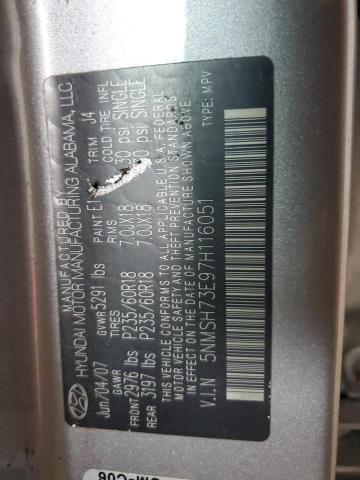 MANUFACTURED BY
HYUNDAI MOTOR MANUFACTURING ALABAMA, LLC
Jun/04/07 PAINT E1 TRIM J4
GVWR 5291 lbs
GAWR TIRES RIMS COLD TIRE INFL
FRONT 2976 lbs P235/60R18 7.0JX18 30 psi SINGLE
REAR 3197 lbs P235/60R18 7.0JX18 30 psi SINGLE
THIS VEHICLE CONFORMS TO ALL APPLICABLE U.S.A. FEDERAL
MOTOR VEHICLE SAFETY
STANDARDS IN EFFECT ON THE DATE OF MANUFACTURE
SHOWN ABOVE.
V.I.N 5NMSH73E97H116051 TYPE: MPV
CM-C06